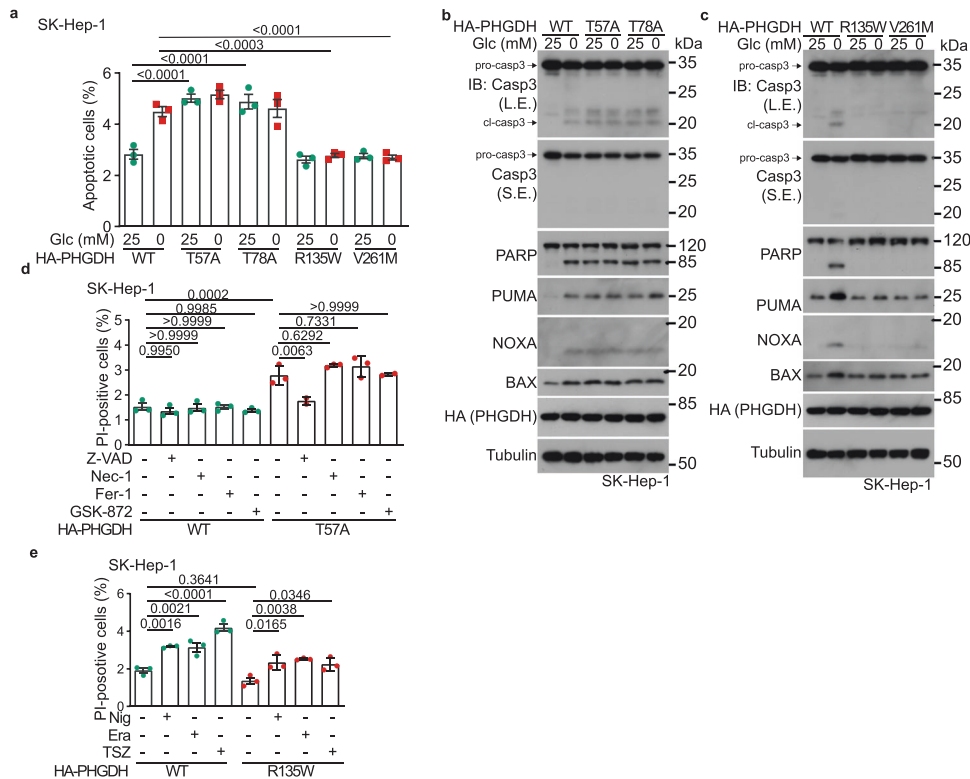 a
SK-Hep-1
<0.0001
<0.0003
<0.0001
<0.0001
Apoptotic cells (%)
6
4
2
0
Glc (mM) 25 0 25 0 25 0 25 0 25 0
HA-PHGDH WT T57A T78A R135W V261M
b
HA-PHGDH WT T57A T78A
Glc (mM) 25 0 25 0 25 0 kDa
pro-casp3
IB: Casp3
(L.E.)
cl-casp3
35
25
20
pro-casp3
Casp3
(S.E.)
35
25
20
PARP
120
85
PUMA
25
NOXA
20
BAX
20
HA (PHGDH)
85
Tubulin
50
SK-Hep-1
c
HA-PHGDH WT R135W V261M
Glc (mM) 25 0 25 0 25 0 kDa
pro-casp3
IB: Casp3
(L.E.)
cl-casp3
35
25
20
pro-casp3
Casp3
(S.E.)
35
25
20
PARP
120
85
PUMA
25
NOXA
20
BAX
20
HA (PHGDH)
85
Tubulin
50
SK-Hep-1
d
SK-Hep-1
0.0002
0.9985
>0.9999
>0.9999
0.9950
>0.9999
0.7331
0.6292
0.0063
PI-positive cells (%)
5
4
3
2
1
0
Z-VAD - + - - - - + - - -
Nec-1 - - + - - - - + - -
Fer-1 - - - + - - - - + -
GSK-872 - - - - + - - - - +
HA-PHGDH WT T57A
e
SK-Hep-1
0.3641
<0.0001
0.0021
0.0016
0.0346
0.0038
0.0165
PI-posotive cells (%)
6
4
2
0
Nig - + - - - + - -
Era - - + - - - + -
TSZ - - - + - - - +
HA-PHGDH WT R135W